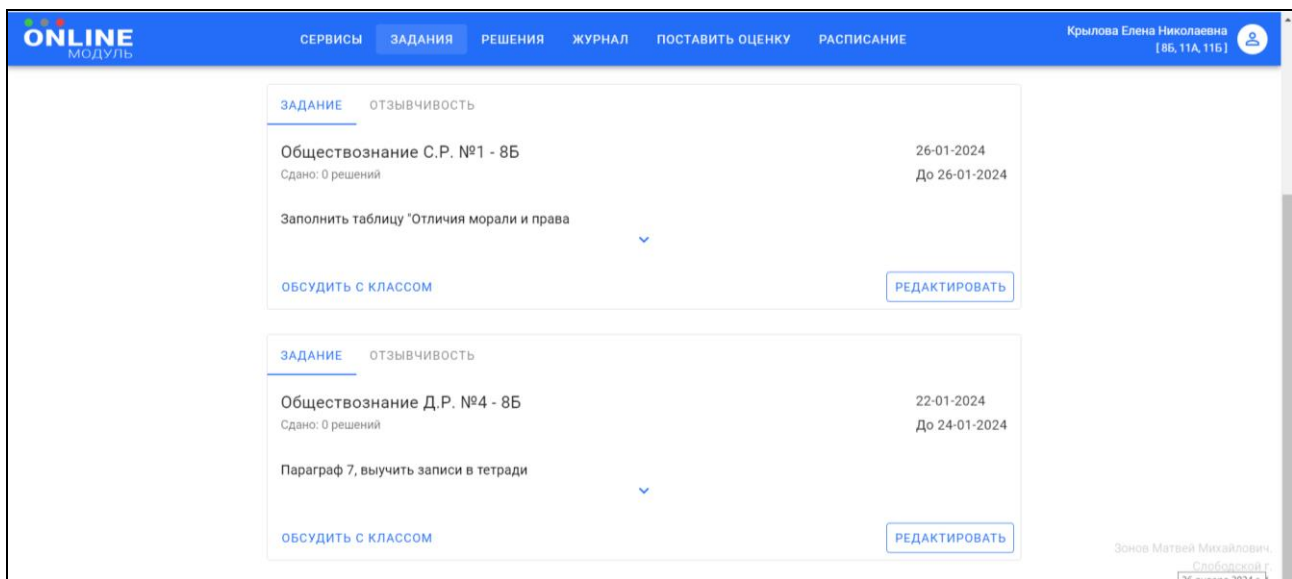 ONLINE
МОДУЛЬ
СЕРВИСЫ ЗАДАНИЯ РЕШЕНИЯ ЖУРНАЛ ПОСТАВИТЬ ОЦЕНКУ РАСПИСАНИЕ
Крылова Елена Николаевна
[ 8Б, 11А, 11Б ]
ЗАДАНИЕ ОТЗЫВЧИВОСТЬ
Обществознание С.Р. №1 - 8Б
26-01-2024
Сдано: 0 решений
До 26-01-2024
Заполнить таблицу "Отличия морали и права
ОБСУДИТЬ С КЛАССОМ
РЕДАКТИРОВАТЬ
ЗАДАНИЕ ОТЗЫВЧИВОСТЬ
Обществознание Д.Р. №4 - 8Б
22-01-2024
Сдано: 0 решений
До 24-01-2024
Параграф 7, выучить записи в тетради
ОБСУДИТЬ С КЛАССОМ
РЕДАКТИРОВАТЬ
Зонов Матвей Михайлович,
Слободской г.